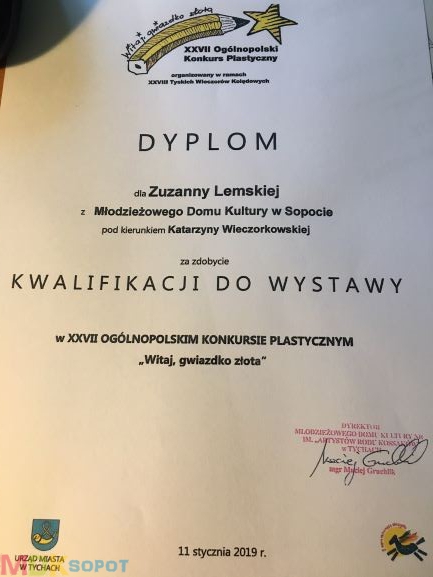 Witaj, gwiazdko złota
XXVII Ogólnopolski
Konkurs Plastyczny
organizowany w ramach
XXVIII Tyskich Wieczorów Kolędowych
DYPLOM
dla Zuzanny Lemskiej
z Młodzieżowego Domu Kultury w Sopocie
pod kierunkiem Katarzyny Wieczorkowskiej
za zdobycie
KWALIFIKACJI DO WYSTAWY
w XXVII OGÓLNOPOLSKIM KONKURSIE PLASTYCZNYM
„Witaj, gwiazdko złota"
DYREKTOR
MŁODZIEŻOWEGO DOMU KULTURY NR
IM. „ARTYSTÓW RODU KOSSAKÓW"
w TYCHACH
mgr Maciej Gramlik
URZĄD MIASTA
W TYCHACH
11 stycznia 2019 r.
MDK SOPOT